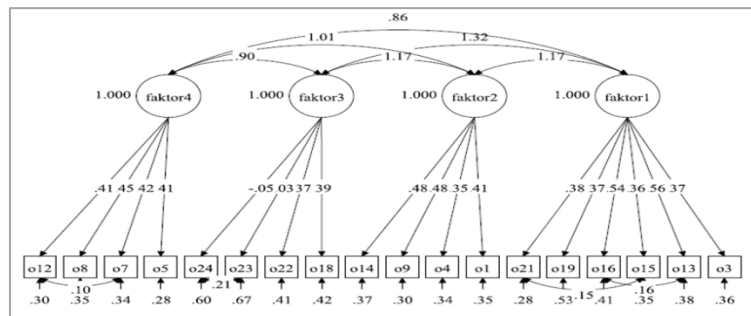 .86
1.01 1.32
.90 1.17 1.17
1.000 faktor4 1.000 faktor3 1.000 faktor2 1.000 faktor1
.41 .45 .42 .41 -.05 .03 .37 .39 .48 .48 .35 .41 .38 .37 .54 .36 .56 .37
o12 o8 o7 o5 o24 o23 o22 o18 o14 o9 o4 o1 o21 o19 o16 o15 o13 o3
.10 .21 .15 .16
.30 .35 .34 .28 .60 .67 .41 .42 .37 .30 .34 .35 .28 .53 .41 .35 .38 .36